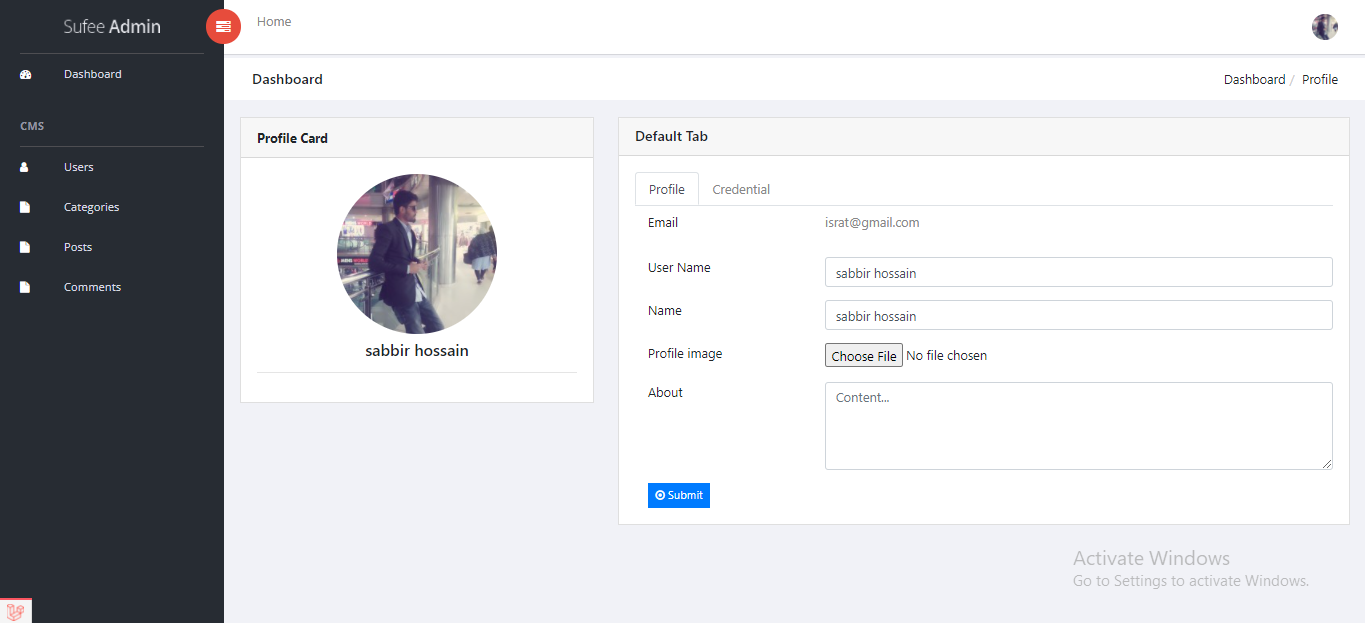 Sufee Admin
Home
Dashboard
CMS
Users
Categories
Posts
Comments
Dashboard
Dashboard / Profile
Profile Card
sabbir hossain
Default Tab
Profile
Credential
Email
israt@gmail.com
User Name
sabbir hossain
Name
sabbir hossain
Profile image
Choose File No file chosen
About
Content...
Submit
Activate Windows
Go to Settings to activate Windows.